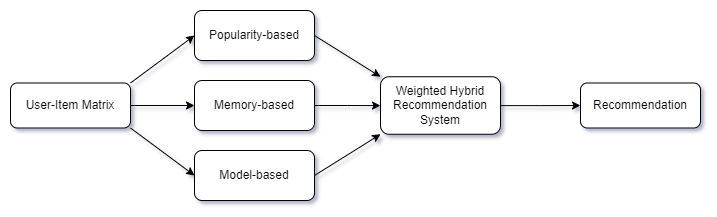 User-Item Matrix
Popularity-based
Memory-based
Model-based
Weighted Hybrid
Recommendation
System
Recommendation